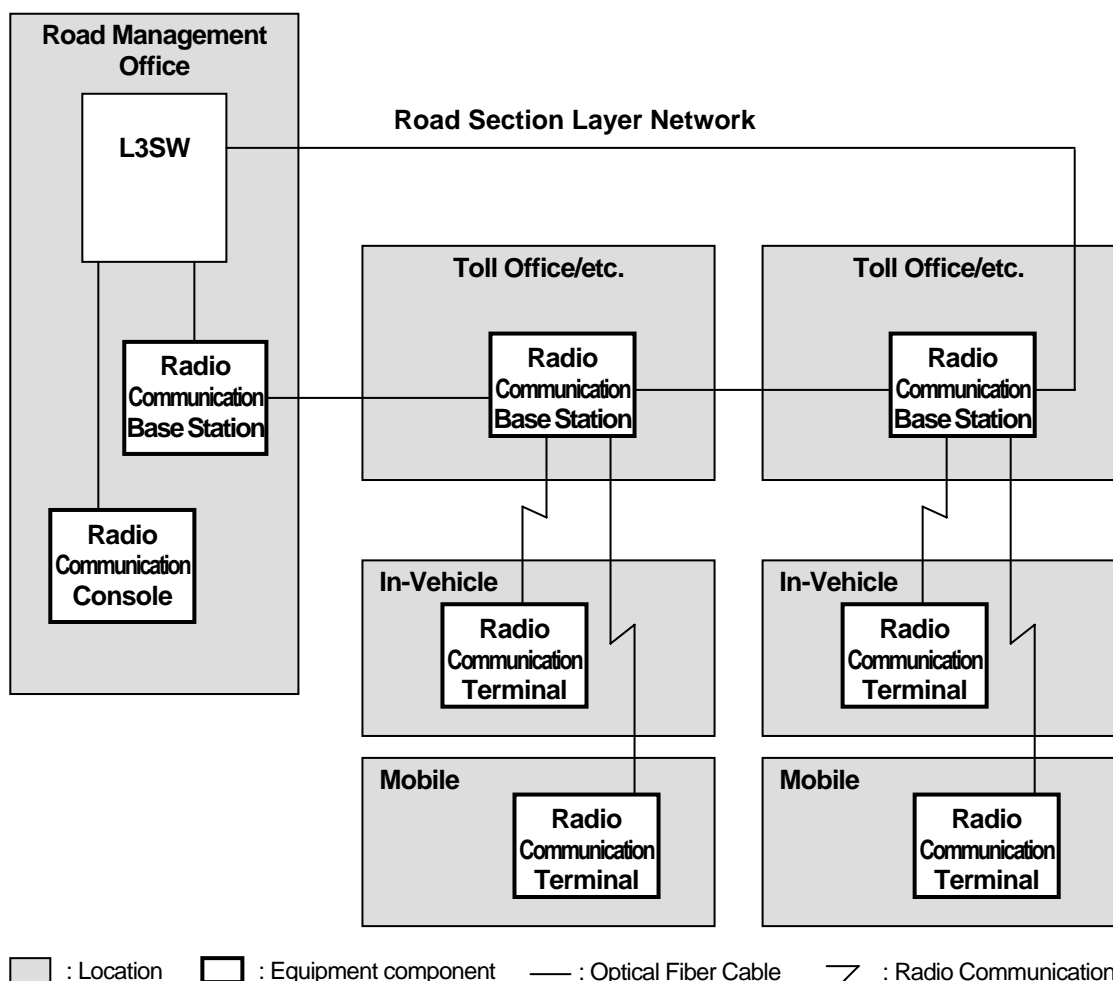 Road Management
Office
L3SW
Road Section Layer Network
Toll Office/etc.
Toll Office/etc.
Radio
Communication
Base Station
Radio
Communication
Base Station
Radio
Communication
Base Station
Radio
Communication
Console
In-Vehicle
Radio
Communication
Terminal
In-Vehicle
Radio
Communication
Terminal
Mobile
Radio
Communication
Terminal
Mobile
Radio
Communication
Terminal
: Location
: Equipment component
: Optical Fiber Cable
: Radio Communication